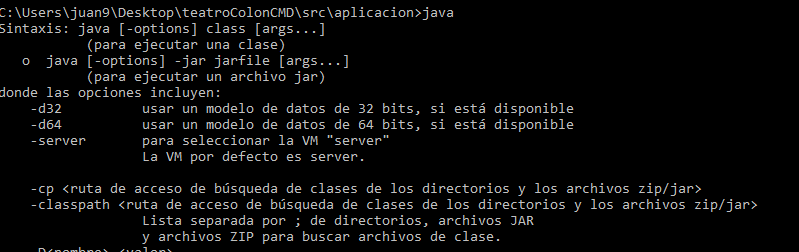 C:\Users\juan9\Desktop\teatroColonCMD\src\aplicacion>java
Sintaxis: java [-options] class [args...]
(para ejecutar una clase)
o java [-options] -jar jarfile [args...]
(para ejecutar un archivo jar)
donde las opciones incluyen:
-d32 usar un modelo de datos de 32 bits, si está disponible
-d64 usar un modelo de datos de 64 bits, si está disponible
-server para seleccionar la VM "server"
La VM por defecto es server.
-cp <ruta de acceso de búsqueda de clases de los directorios y los archivos zip/jar>
-classpath <ruta de acceso de búsqueda de clases de los directorios y los archivos zip/jar>
Lista separada por ; de directorios, archivos JAR
y archivos ZIP para buscar archivos de clase.
-D<nombre>=<valor>